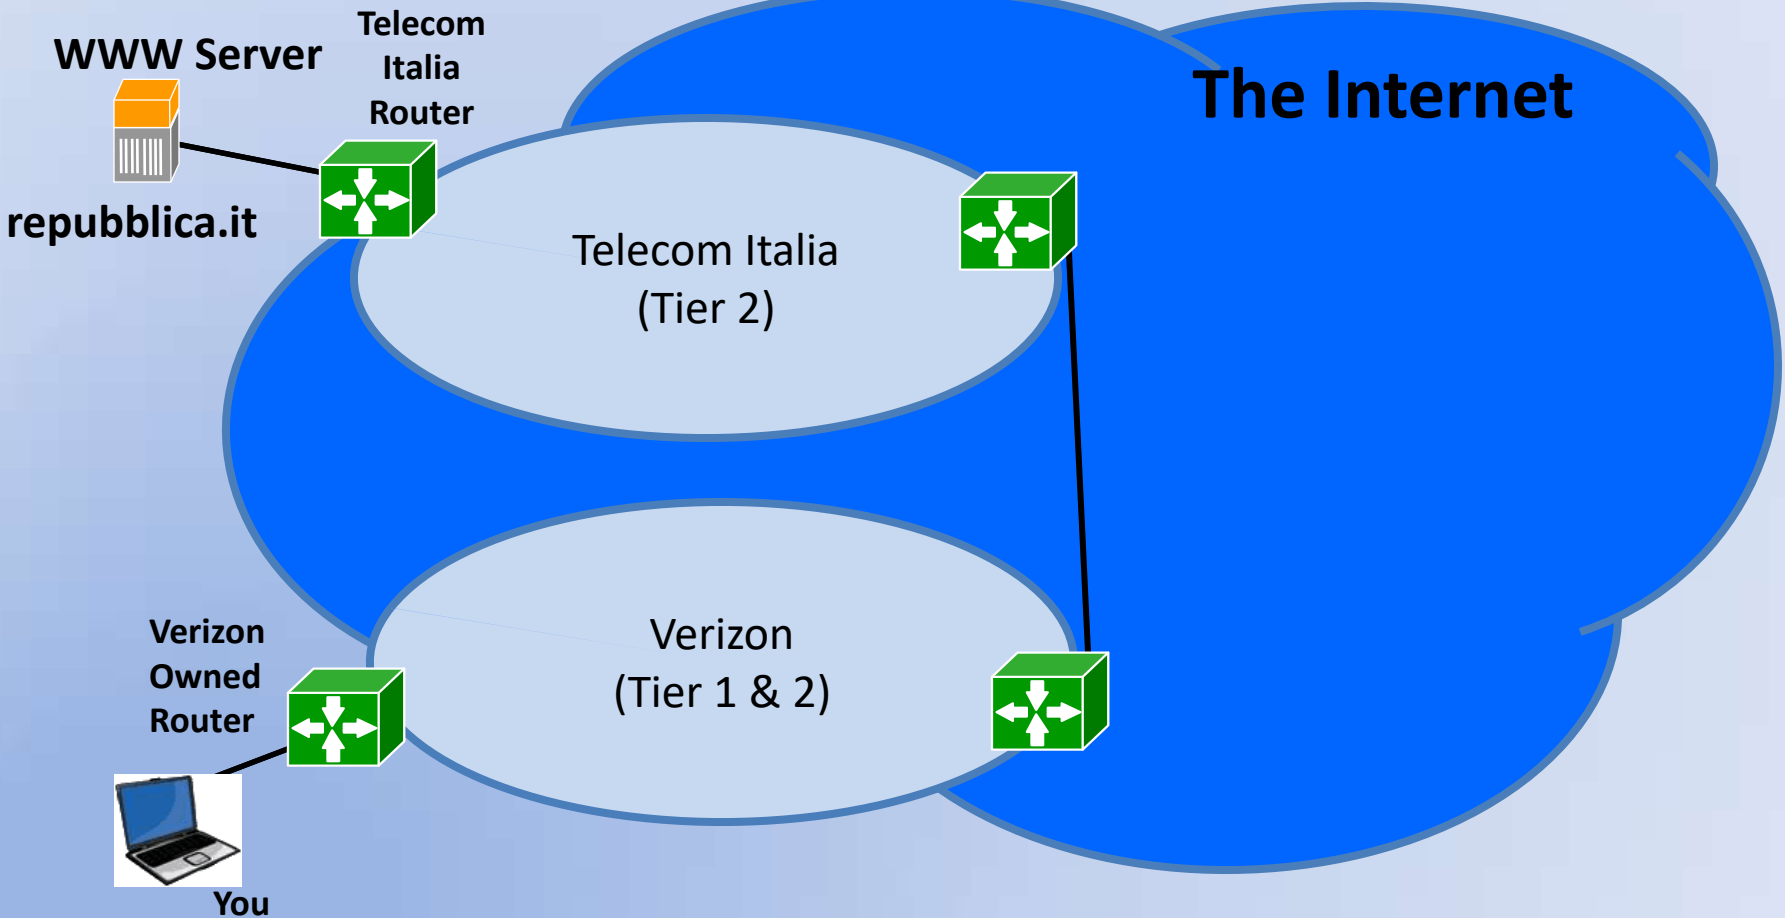 Telecom
Italia
Router
WWW Server
repubblica.it
The Internet
Telecom Italia
(Tier 2)
Verizon
(Tier 1 & 2)
Verizon
Owned
Router
You